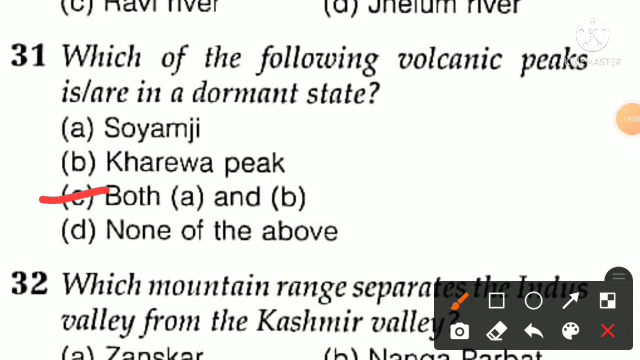 (c) Ravi river (d) Jhelum river
31 Which of the following volcanic peaks
is/are in a dormant state?
(a) Soyamji
(b) Kharewa peak
(c) Both (a) and (b)
(d) None of the above
32 Which mountain range separates the Indus
valley from the Kashmir valley?
(a) Zanskar (b) Nanga Parbat